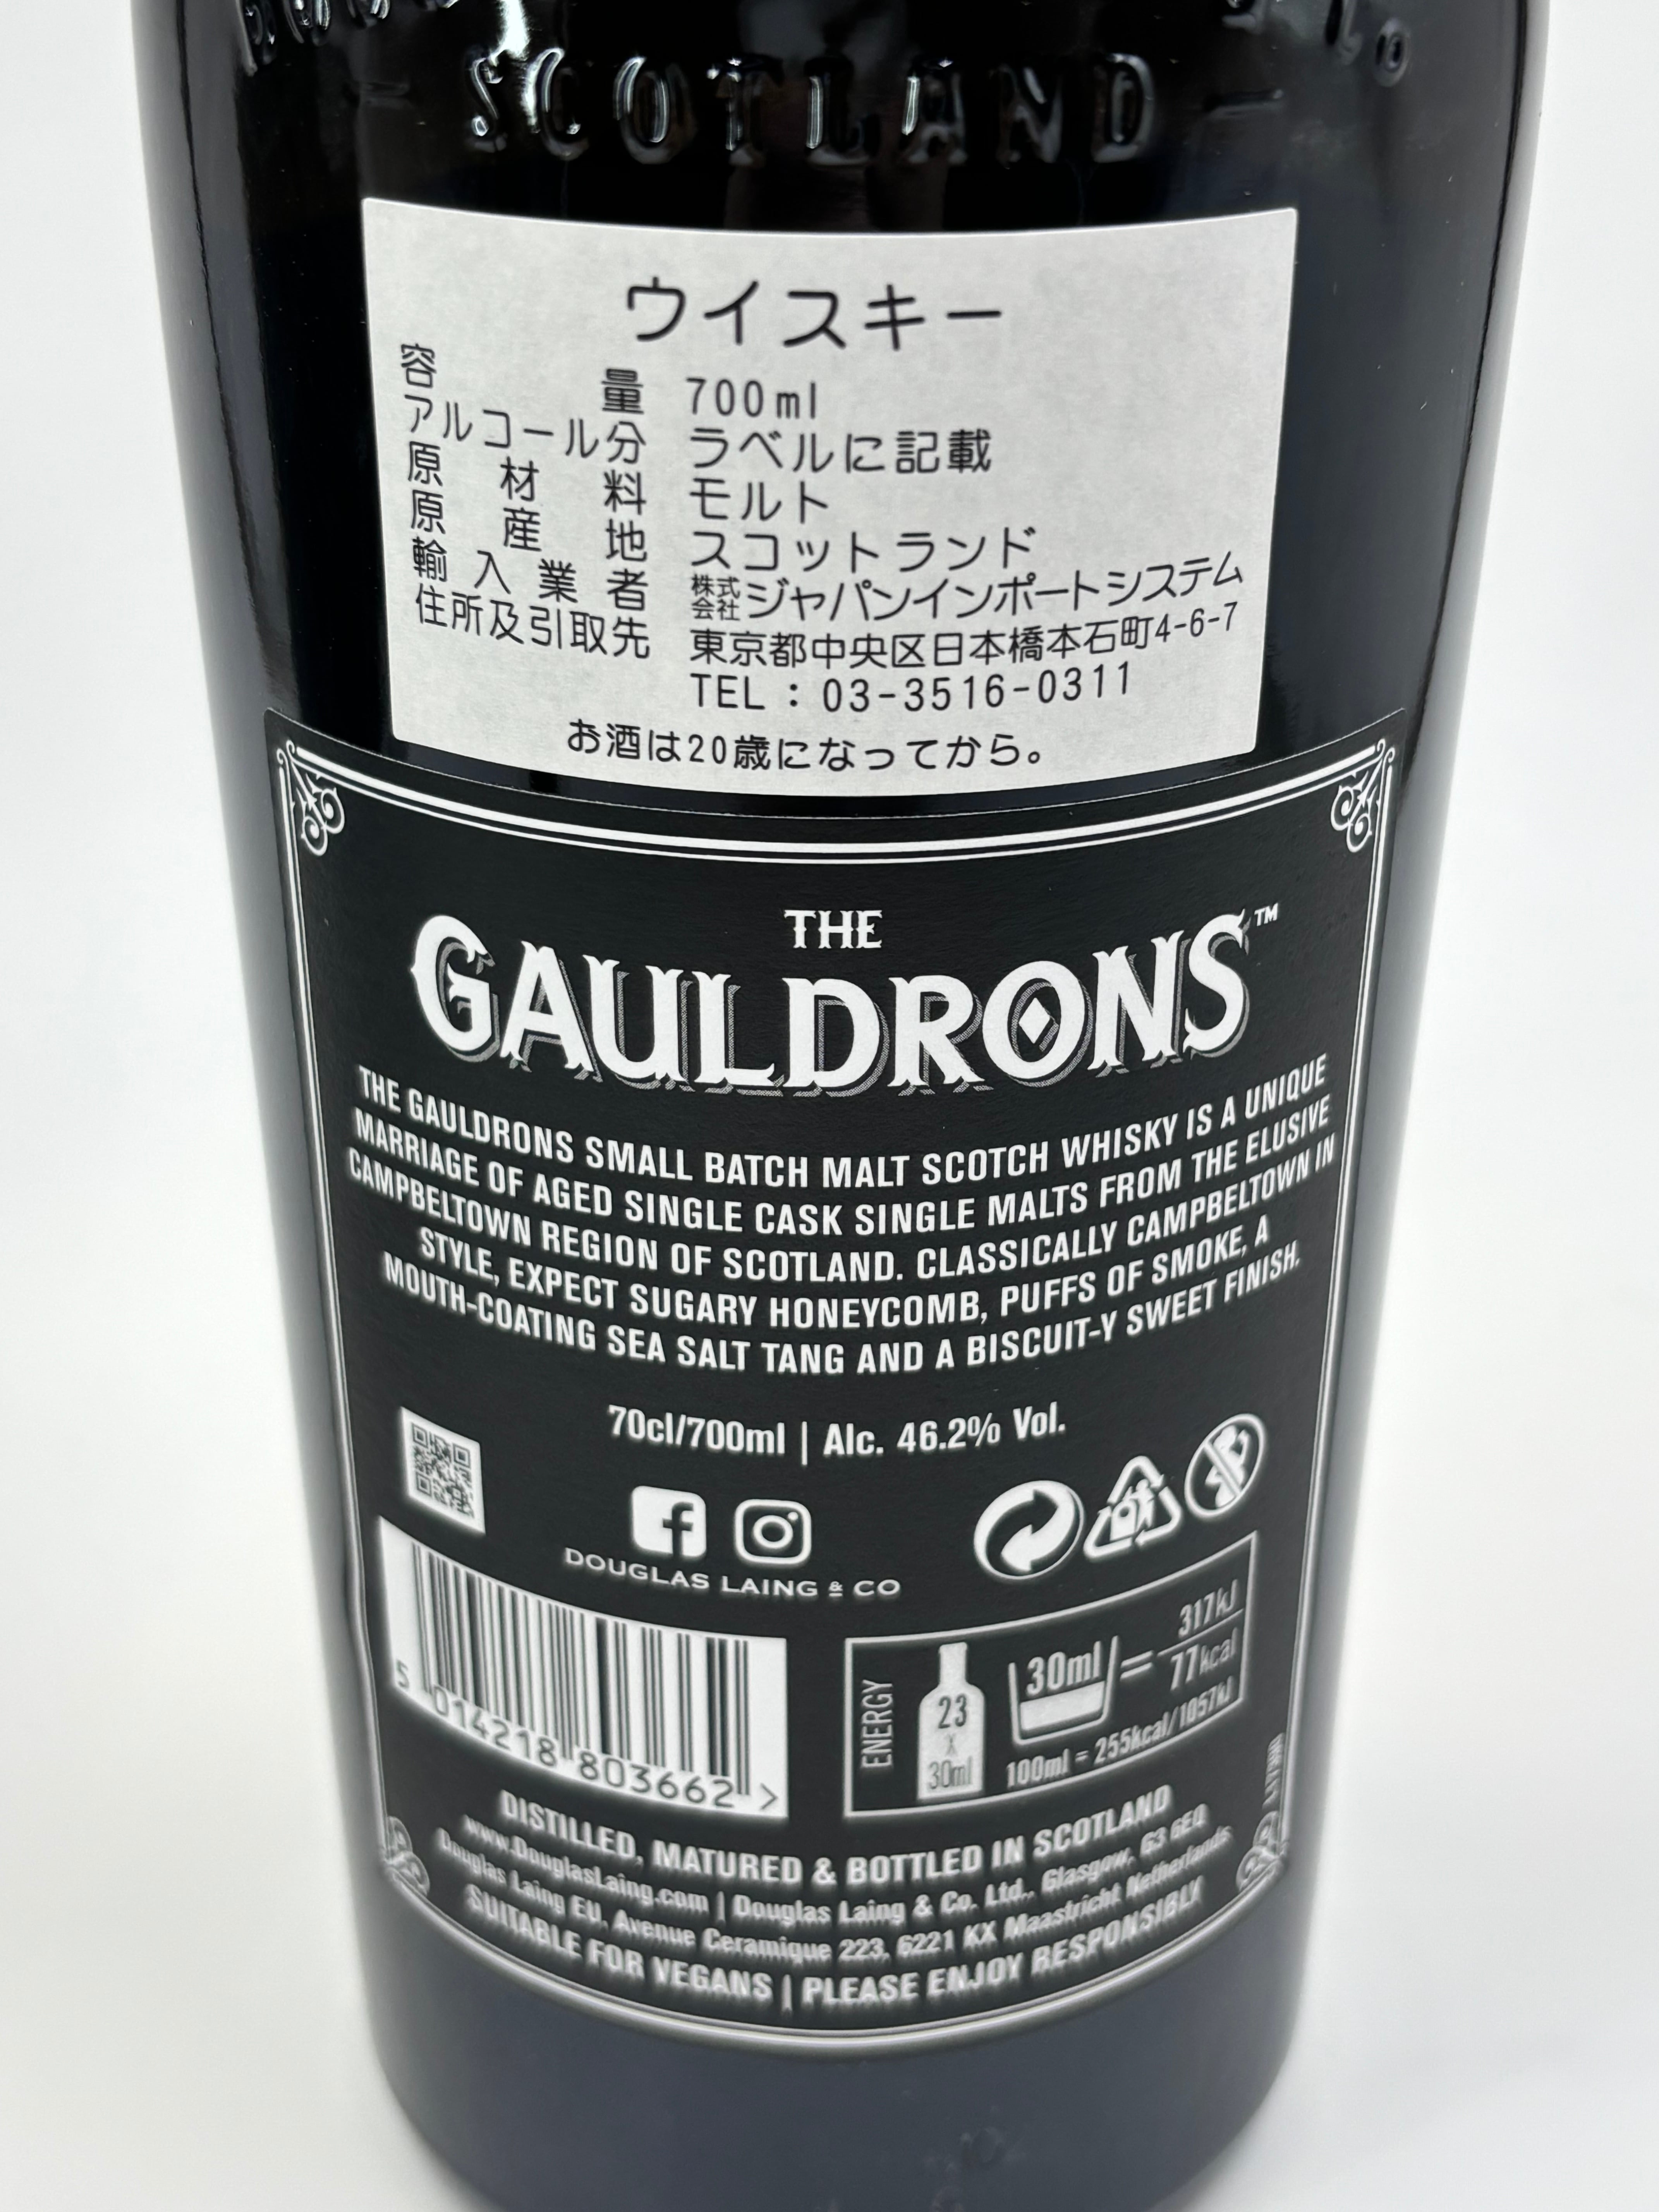 SCOTLAND
ウイスキー
容量 700ml
アルコール分 ラベルに記載
原材料 モルト
原産地 スコットランド
輸入業者 株式会社ジャパンインポートシステム
住所及引取先 東京都中央区日本橋本石町4-6-7
TEL：03-3516-0311
お酒は20歳になってから。
THE
GAULDRONS™
THE GAULDRONS SMALL BATCH MALT SCOTCH WHISKY IS A UNIQUE
MARRIAGE OF AGED SINGLE CASK SINGLE MALTS FROM THE ELUSIVE
CAMPBELTOWN REGION OF SCOTLAND. CLASSICALLY CAMPBELTOWN IN
STYLE, EXPECT SUGARY HONEYCOMB, PUFFS OF SMOKE, A
MOUTH-COATING SEA SALT TANG AND A BISCUIT-Y SWEET FINISH.
70cl/700ml | Alc. 46.2% Vol.
DOUGLAS LAING & CO
5 014218 803662 >
ENERGY
23
x
30ml
30ml = 317kJ
77kcal
100ml = 255kcal/1057kJ
DISTILLED, MATURED & BOTTLED IN SCOTLAND
www.DouglasLaing.com | Douglas Laing & Co. Ltd., Glasgow, G3 6EQ
Douglas Laing EU, Avenue Ceramique 223, 6221 KX Maastricht Netherlands
SUITABLE FOR VEGANS | PLEASE ENJOY RESPONSIBLY